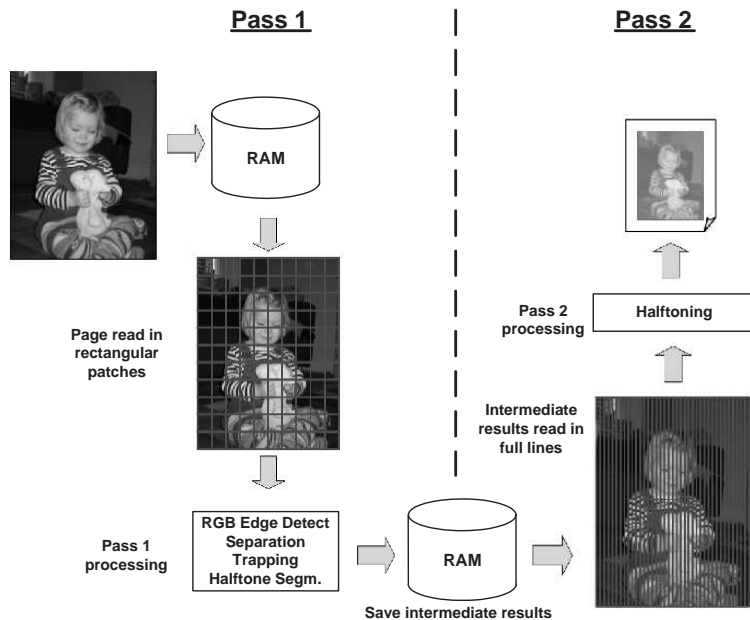 Pass 1
RAM
Page read in
rectangular
patches
Pass 1
processing
RGB Edge Detect
Separation
Trapping
Halftone Segm.
RAM
Save intermediate results
Pass 2
Pass 2
processing
Halftoning
Intermediate
results read in
full lines